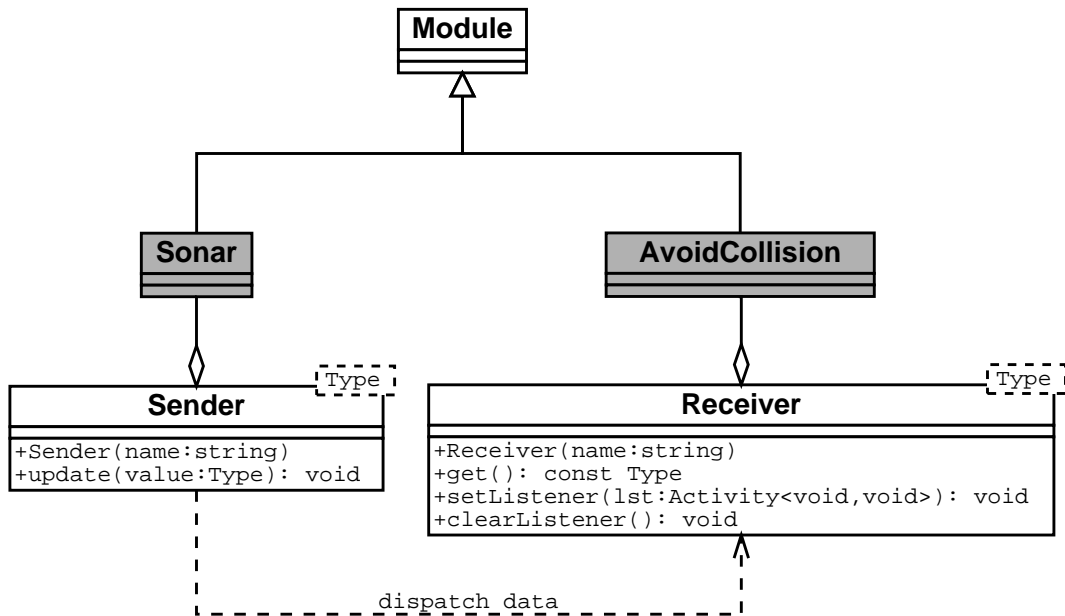 Module
Sonar
AvoidCollision
Type
Sender
+Sender(name:string)
+update(value:Type): void
Type
Receiver
+Receiver(name:string)
+get(): const Type
+setListener(lst:Activity<void,void>): void
+clearListener(): void
dispatch data